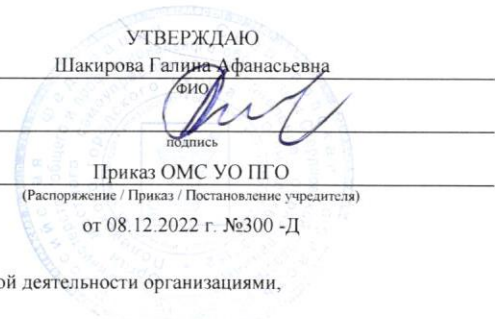 УТВЕРЖДАЮ
Шакирова Галина Афанасьевна
ФИО
подпись
Приказ ОМС УО ПГО
(Распоряжение / Приказ / Постановление учредителя)
от 08.12.2022 г. №300 -Д
ой деятельности организациями,